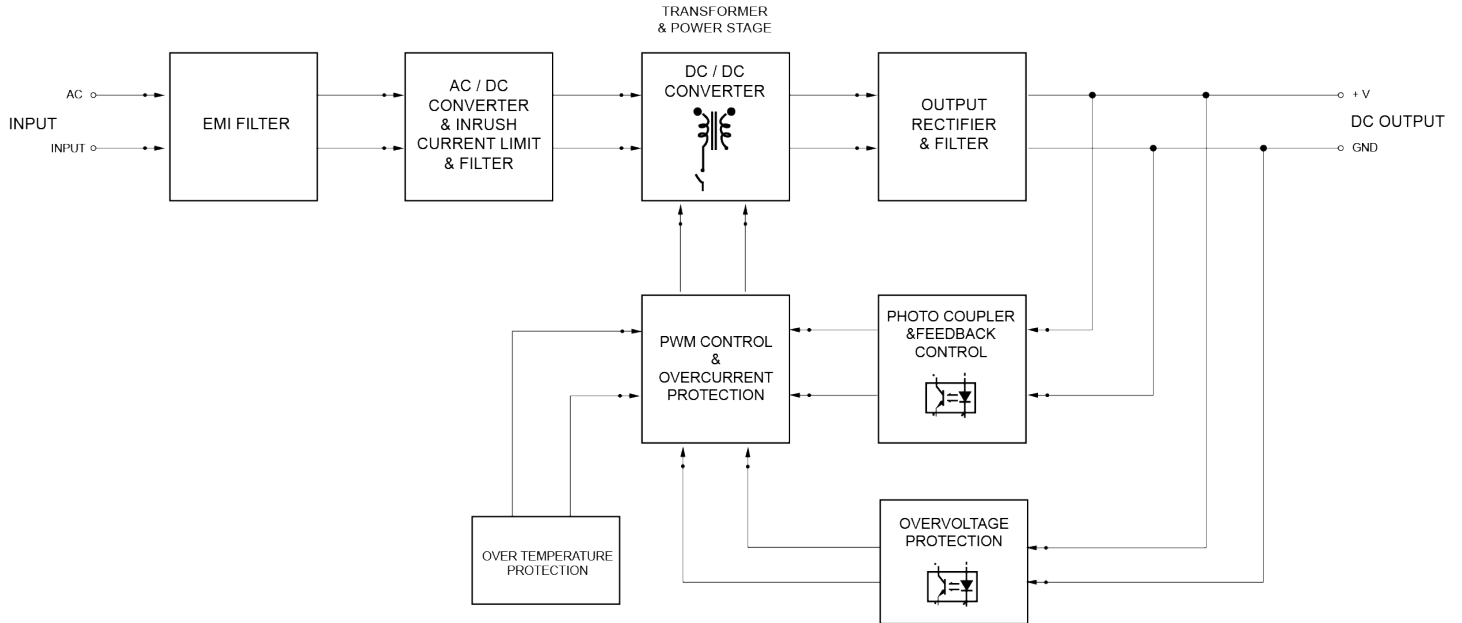 TRANSFORMER
& POWER STAGE
INPUT
AC
INPUT
EMI FILTER
AC / DC
CONVERTER
& INRUSH
CURRENT LIMIT
& FILTER
DC / DC
CONVERTER
OUTPUT
RECTIFIER
& FILTER
+ V
DC OUTPUT
GND
PWM CONTROL
&
OVERCURRENT
PROTECTION
PHOTO COUPLER
&FEEDBACK
CONTROL
OVER TEMPERATURE
PROTECTION
OVERVOLTAGE
PROTECTION